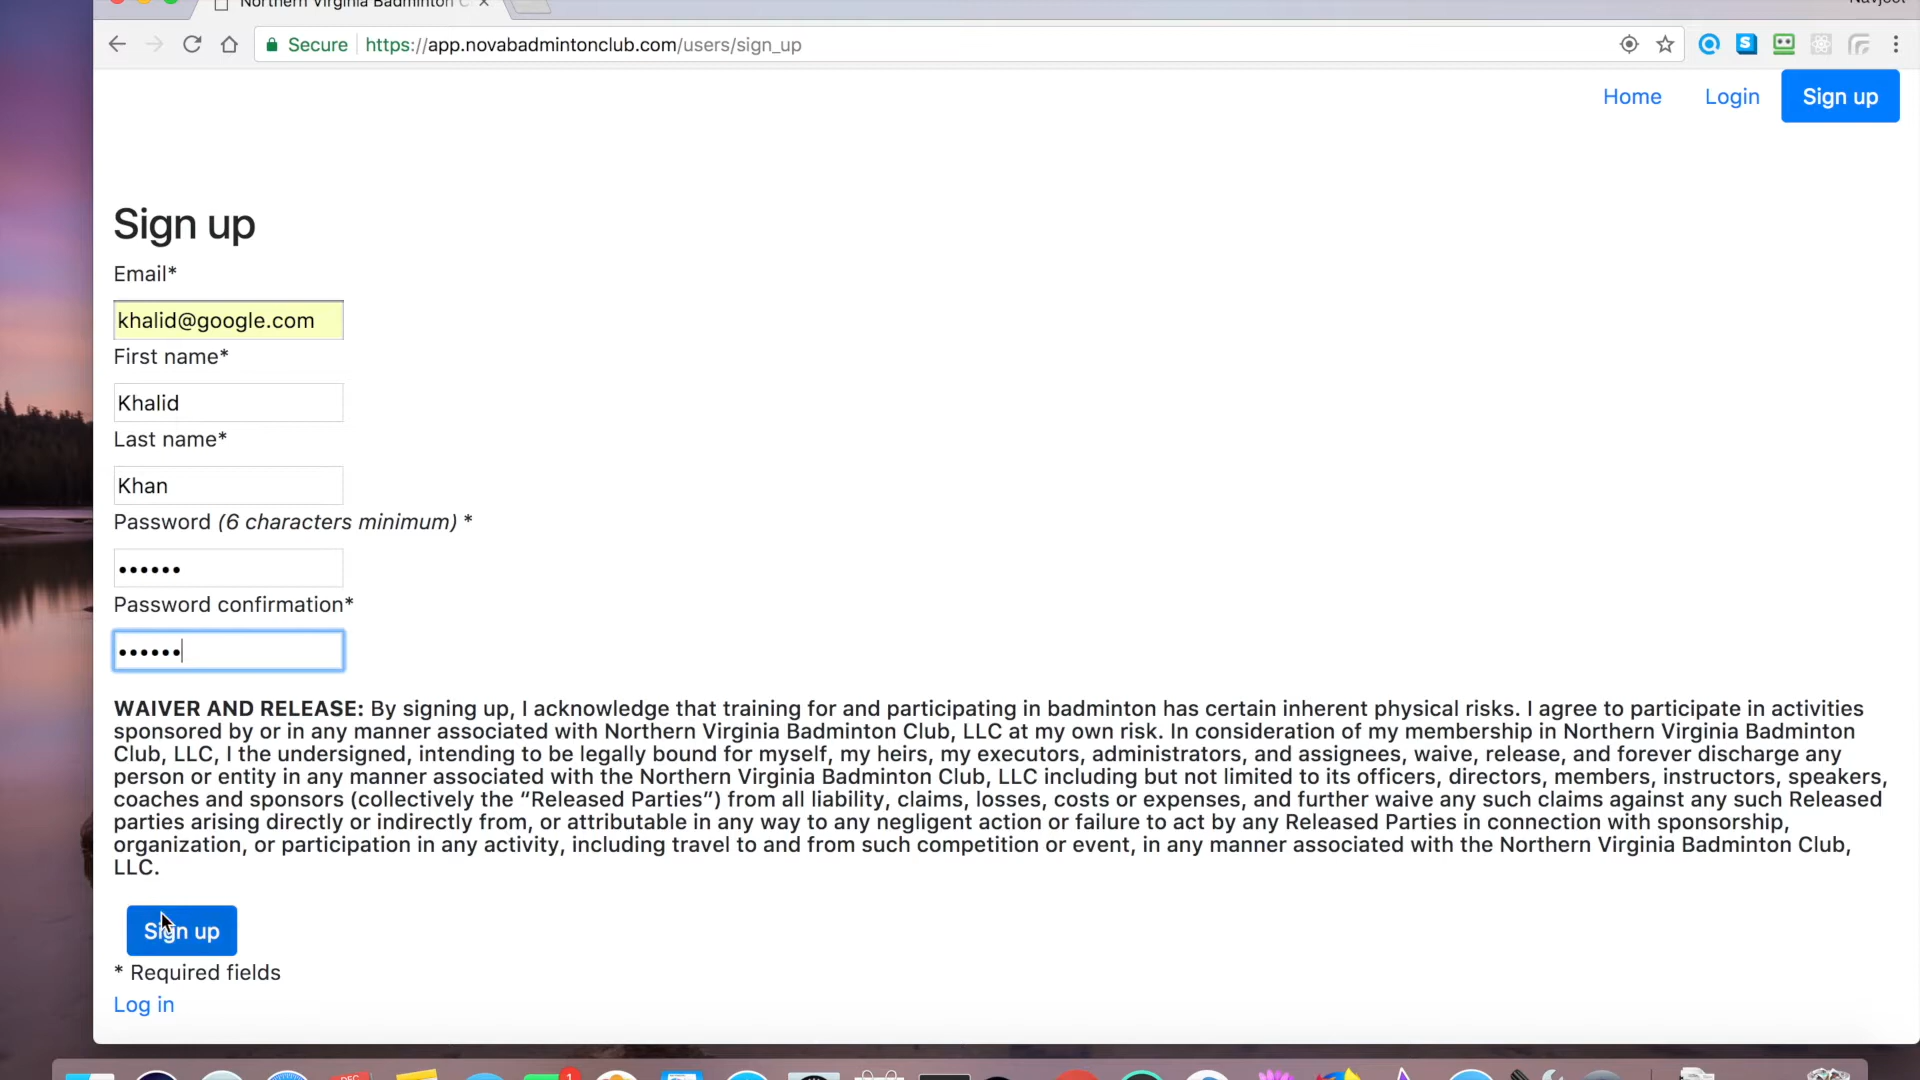 Northern Virginia Badminton C
Secure
https://app.novabadmintonclub.com/users/sign_up
Home Login Sign up
Sign up
Email*
khalid@google.com
First name*
Khalid
Last name*
Khan
Password (6 characters minimum) *
••••••
Password confirmation*
••••••
WAIVER AND RELEASE: By signing up, I acknowledge that training for and participating in badminton has certain inherent physical risks. I agree to participate in activities
sponsored by or in any manner associated with Northern Virginia Badminton Club, LLC at my own risk. In consideration of my membership in Northern Virginia Badminton
Club, LLC, I the undersigned, intending to be legally bound for myself, my heirs, my executors, administrators, and assignees, waive, release, and forever discharge any
person or entity in any manner associated with the Northern Virginia Badminton Club, LLC including but not limited to its officers, directors, members, instructors, speakers,
coaches and sponsors (collectively the “Released Parties”) from all liability, claims, losses, costs or expenses, and further waive any such claims against any such Released
parties arising directly or indirectly from, or attributable in any way to any negligent action or failure to act by any Released Parties in connection with sponsorship,
organization, or participation in any activity, including travel to and from such competition or event, in any manner associated with the Northern Virginia Badminton Club,
LLC.
Sign up
* Required fields
Log in
DEC
1